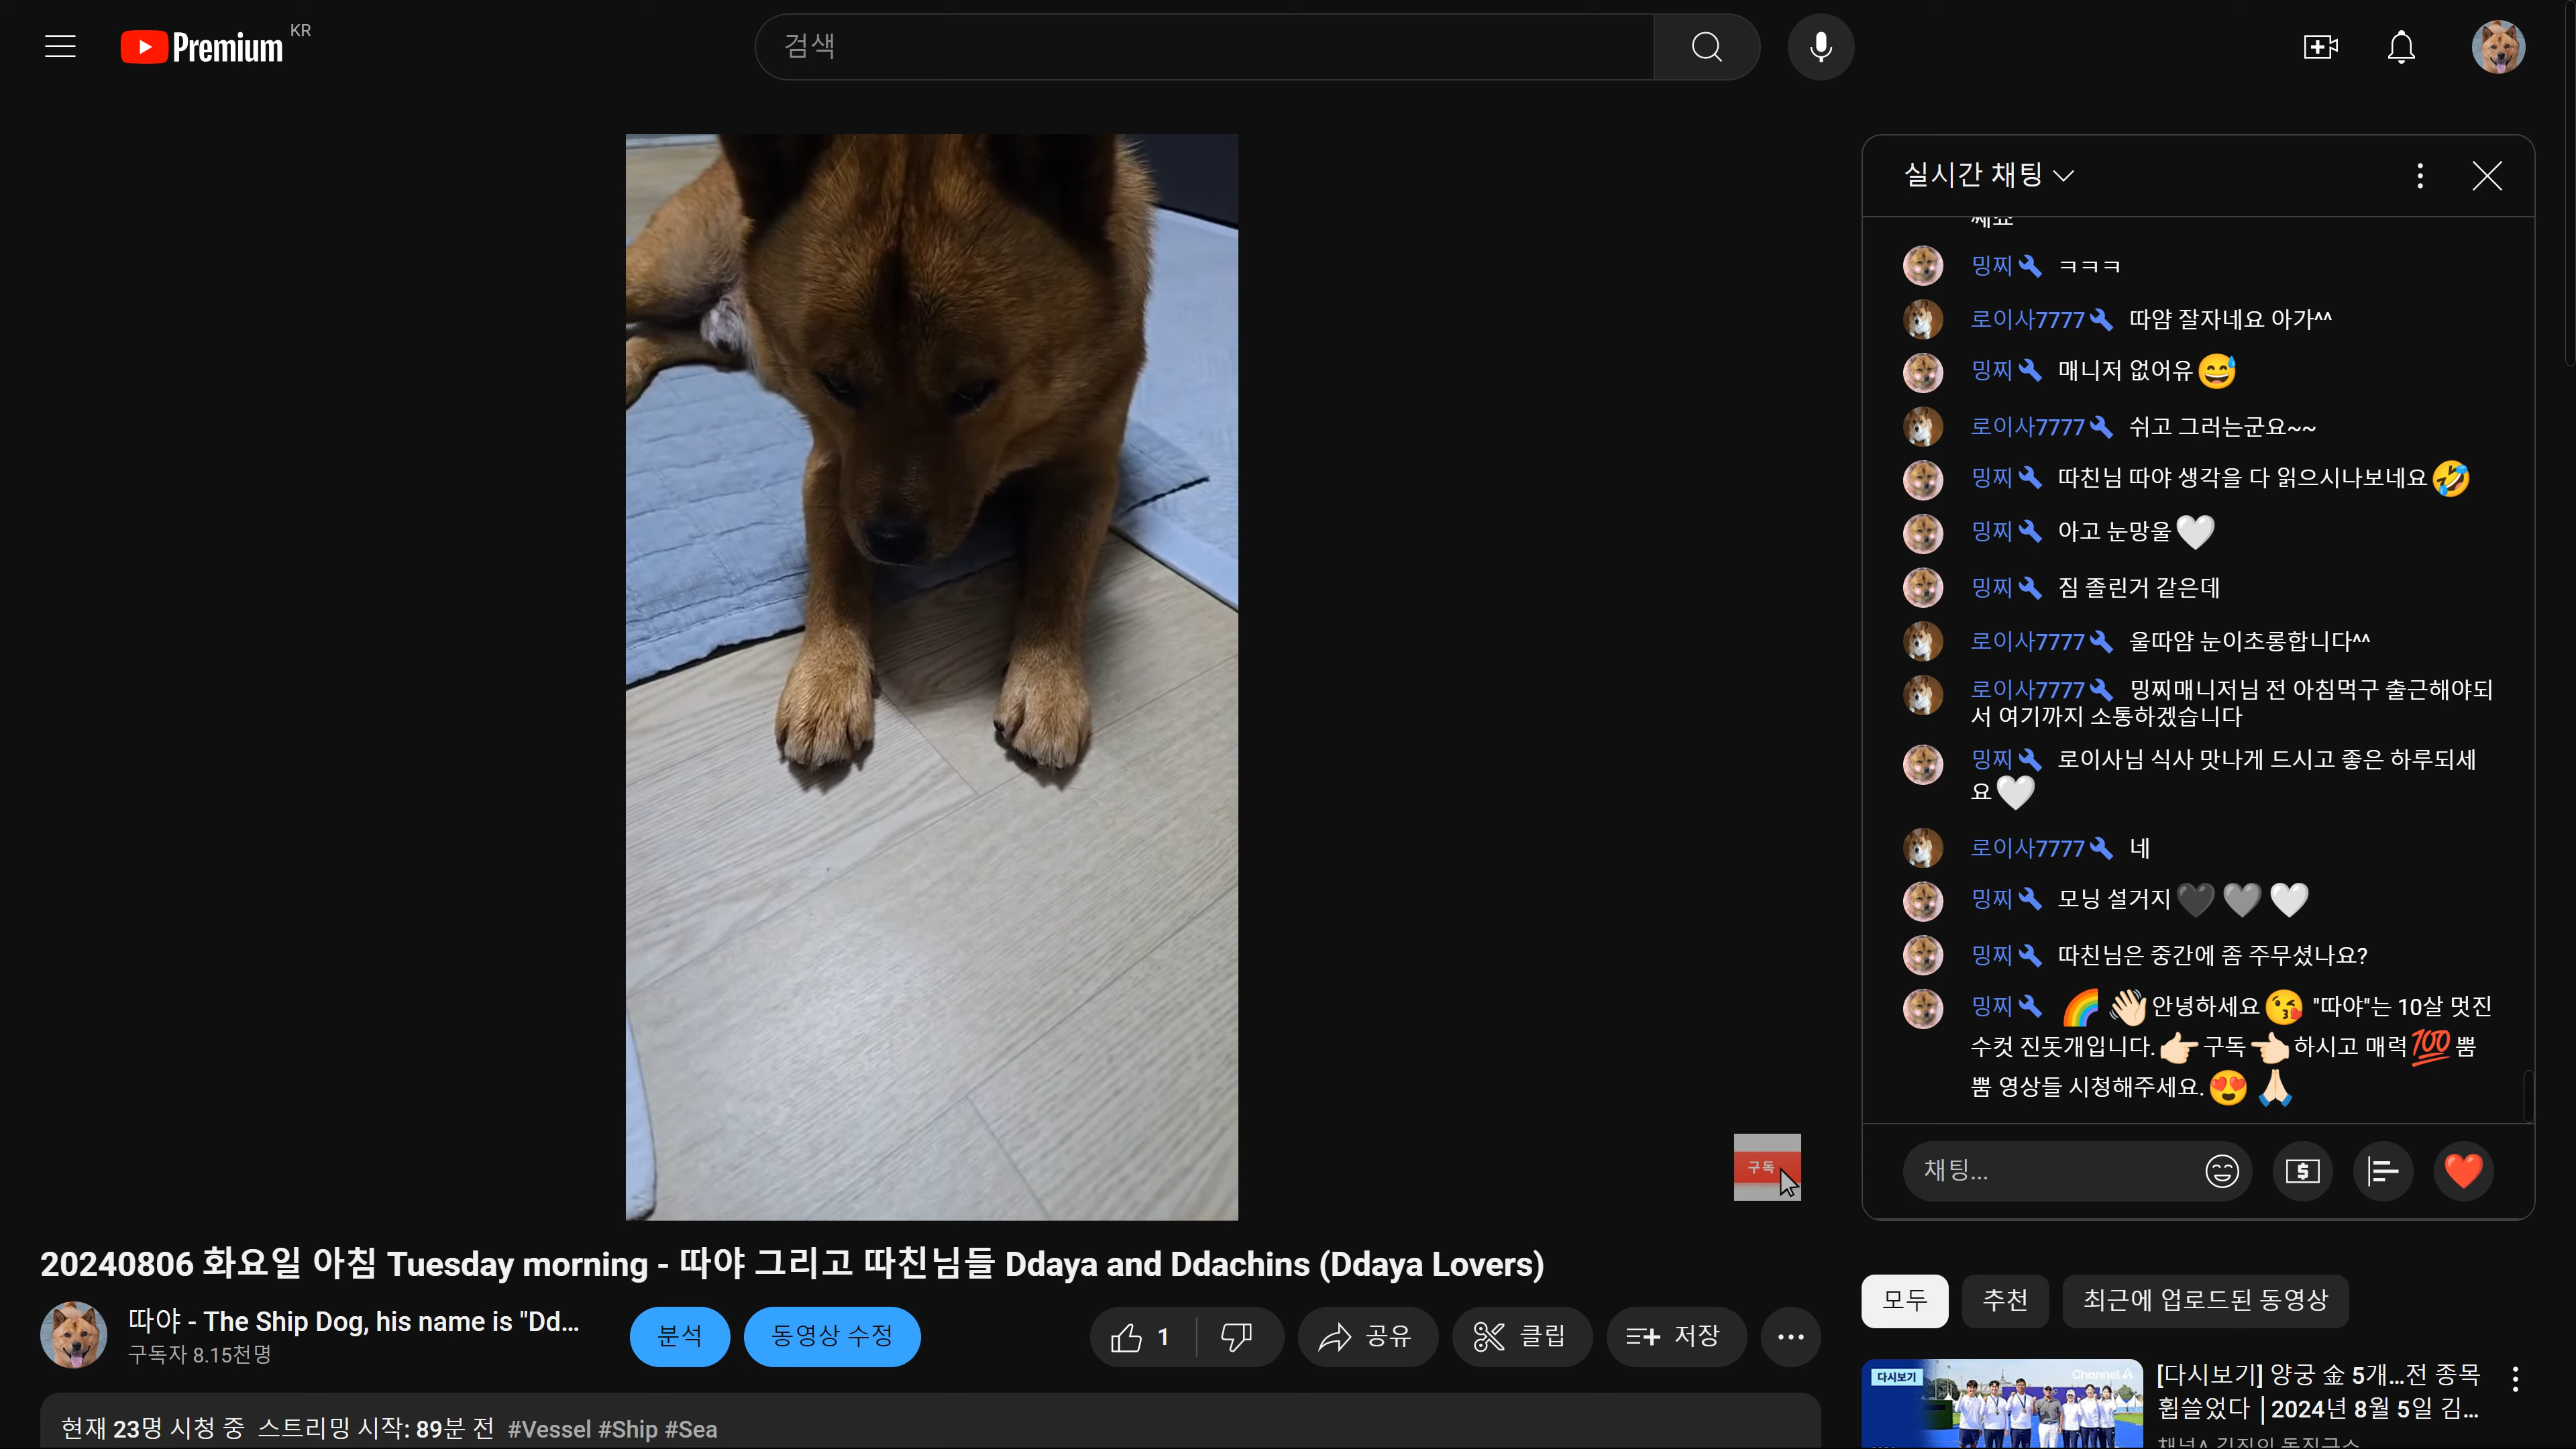 Premium KR
검색
실시간 채팅
째요
밍찌 ㅋㅋㅋ
로이사7777 따얌 잘자네요 아가^^
밍찌 매니저 없어유😅
로이사7777 쉬고 그러는군요~~
밍찌 따친님 따야 생각을 다 읽으시나보네요🤣
밍찌 아고 눈망울🤍
밍찌 짐 졸린거 같은데
로이사7777 울따얌 눈이초롱합니다^^
로이사7777 밍찌매니저님 전 아침먹구 출근해야되
서 여기까지 소통하겠습니다
밍찌 로이사님 식사 맛나게 드시고 좋은 하루되세
요🤍
로이사7777 네
밍찌 모닝 설거지🖤🩶🤍
밍찌 따친님은 중간에 좀 주무셨나요?
밍찌 🌈👋🏻안녕하세요😘 "따야"는 10살 멋진
수컷 진돗개입니다.👉🏻구독👈🏻하시고 매력💯뿜
뿜 영상들 시청해주세요.😍🙏🏻
채팅...
구독
20240806 화요일 아침 Tuesday morning - 따야 그리고 따친님들 Ddaya and Ddachins (Ddaya Lovers)
따야 - The Ship Dog, his name is "Dd...
구독자 8.15천명
분석
동영상 수정
1
공유
클립
저장
현재 23명 시청 중 스트리밍 시작: 89분 전 #Vessel #Ship #Sea
모두
추천
최근에 업로드된 동영상
다시보기
Channel A
[다시보기] 양궁 金 5개...전 종목
휩쓸었다 | 2024년 8월 5일 김...